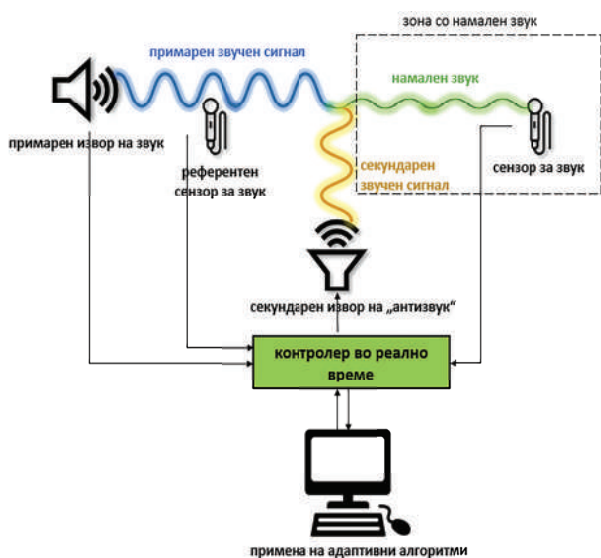 зона со намален звук
примарен звучен сигнал
намален звук
примарен извор на звук
референтен
сензор за звук
секундарен
звучен сигнал
сензор за звук
секундарен извор на „антизвук“
контролер во реално
време
примена на адаптивни алгоритми